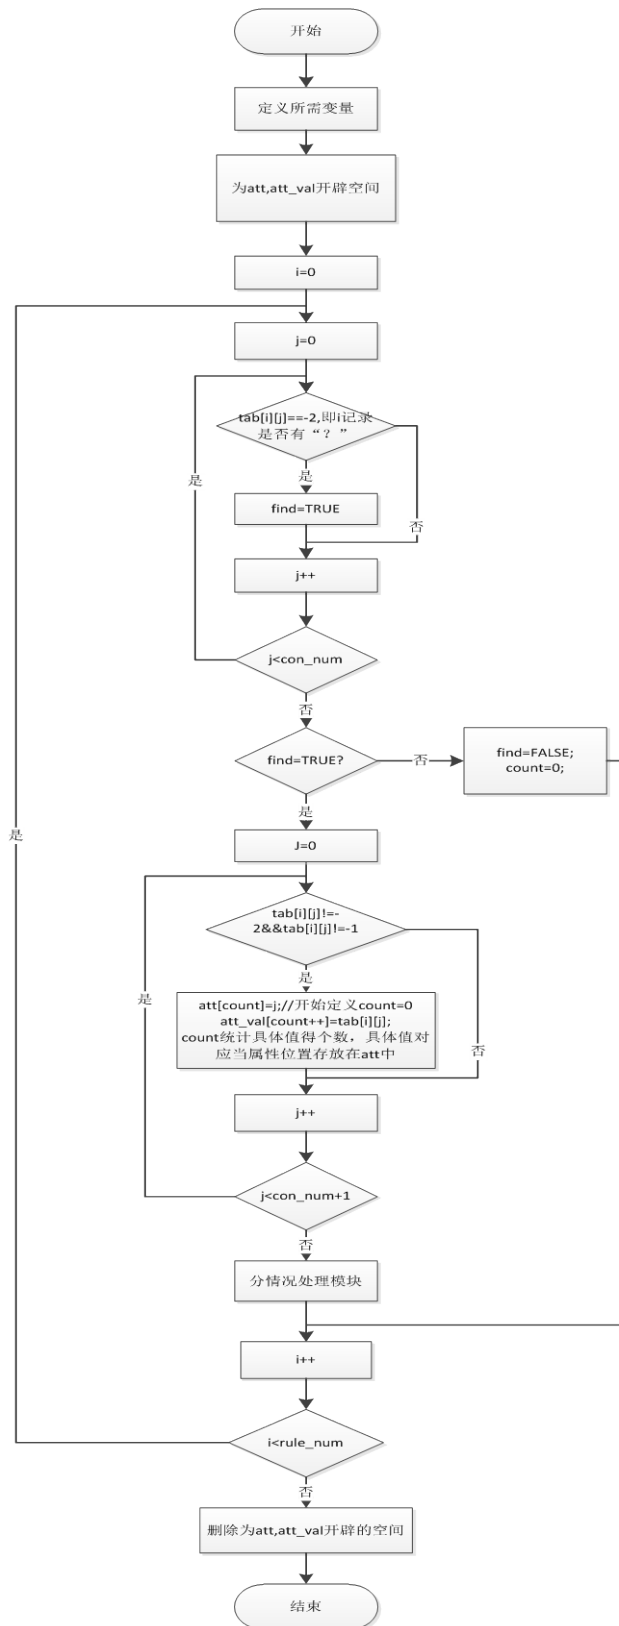 开始
定义所需变量
为att,att_val开辟空间
i=0
j=0
tab[i][j]==-2,即i记录
是否有“？”
是
是
find=TRUE
否
j++
j<con_num
否
find=TRUE?
否
find=FALSE;
count=0;
是
是
J=0
tab[i][j]!=-
2&&tab[i][j]!=-1
是
是
att[count]=j;//开始定义count=0
att_val[count++]=tab[i][j];
count统计具体值得个数，具体值对
应当属性位置存放在att中
否
j++
j<con_num+1
否
分情况处理模块
i++
i<rule_num
否
删除为att,att_val开辟的空间
结束